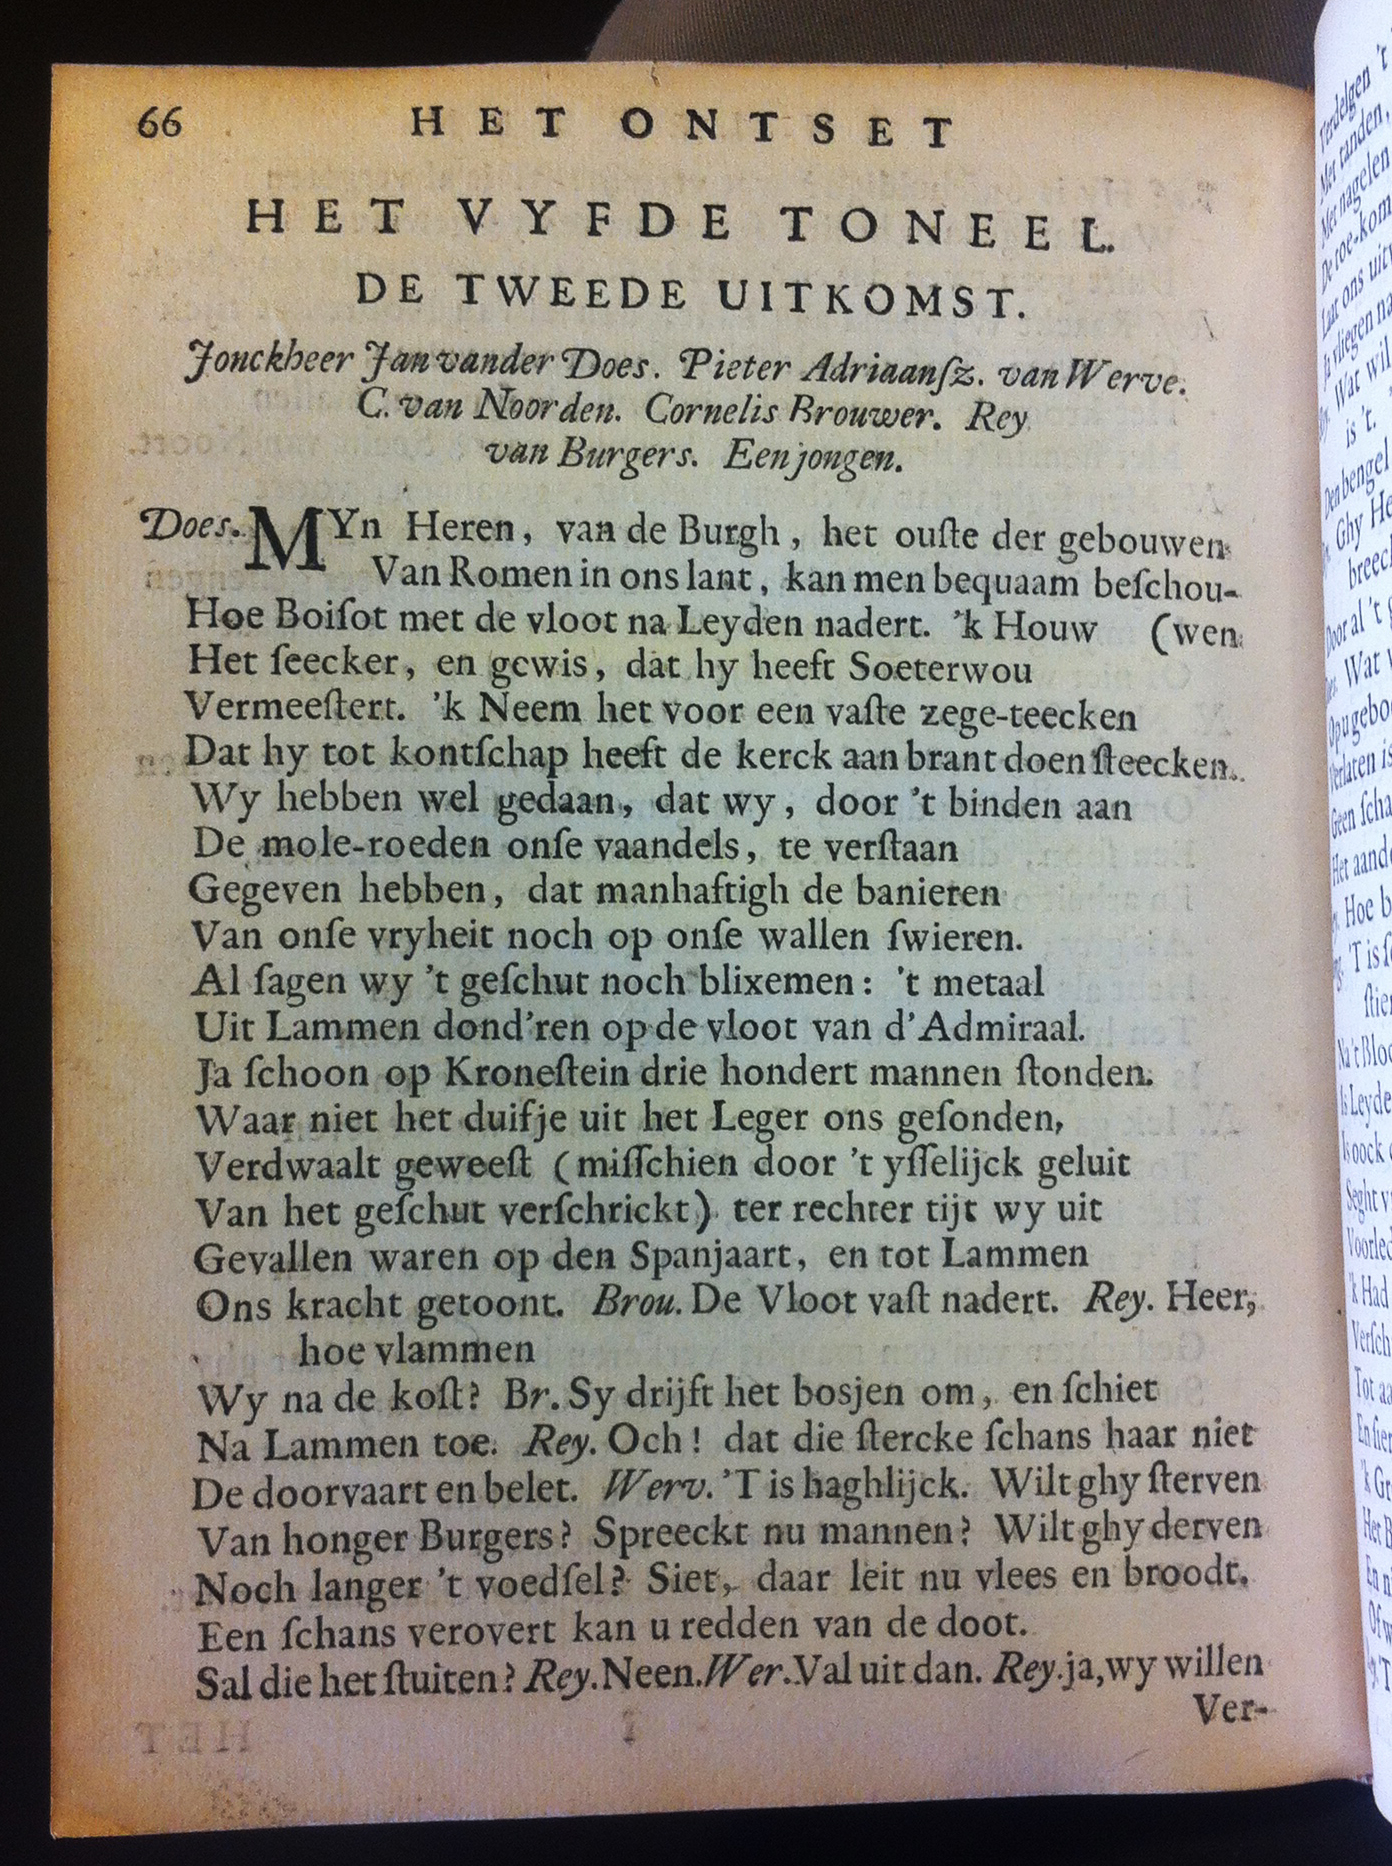 66 HET ONTSET
HET VYFDE TONEEL.
DE TWEEDE UITKOMST.
Jonckheer Jan vander Does. Pieter Adriaanſz. van Werve.
C. van Noorden. Cornelis Brouwer. Rey
van Burgers. Een jongen.
Does. MYn Heren, van de Burgh, het ouſte der gebouwen
Van Romen in ons lant, kan men bequaam beſchou-
Hoe Boiſot met de vloot na Leyden nadert. 'k Houw (wen
Het ſeecker, en gewis, dat hy heeft Soeterwou
Vermeeſtert. 'k Neem het voor een vaſte zege-teecken
Dat hy tot kontſchap heeft de kerck aan brant doen ſteecken.
Wy hebben wel gedaan, dat wy, door 't binden aan
De mole-roeden onſe vaandels, te verſtaan
Gegeven hebben, dat manhaftigh de banieren
Van onſe vryheit noch op onſe wallen ſwieren.
Al ſagen wy 't geſchut noch blixemen: 't metaal
Uit Lammen dond'ren op de vloot van d'Admiraal.
Ja ſchoon op Kroneſtein drie hondert mannen ſtonden.
Waar niet het duifje uit het Leger ons geſonden,
Verdwaalt geweeſt (miſſchien door 't yſſelijck geluit
Van het geſchut verſchrickt) ter rechter tijt wy uit
Gevallen waren op den Spanjaart, en tot Lammen
Ons kracht getoont. Brou. De Vloot vaſt nadert. Rey. Heer,
hoe vlammen
Wy na de koſt? Br. Sy drijft het bosjen om, en ſchiet
Na Lammen toe. Rey. Och! dat die ſtercke ſchans haar niet
De doorvaart en belet. Werv. 'T is haghlijck. Wilt ghy ſterven
Van honger Burgers? Spreeckt nu mannen? Wilt ghy derven
Noch langer 't voedſel? Siet, daar leit nu vlees en broodt.
Een ſchans verovert kan u redden van de doot.
Sal die het ſtuiten? Rey. Neen. Wer. Val uit dan. Rey. ja, wy willen
Ver-